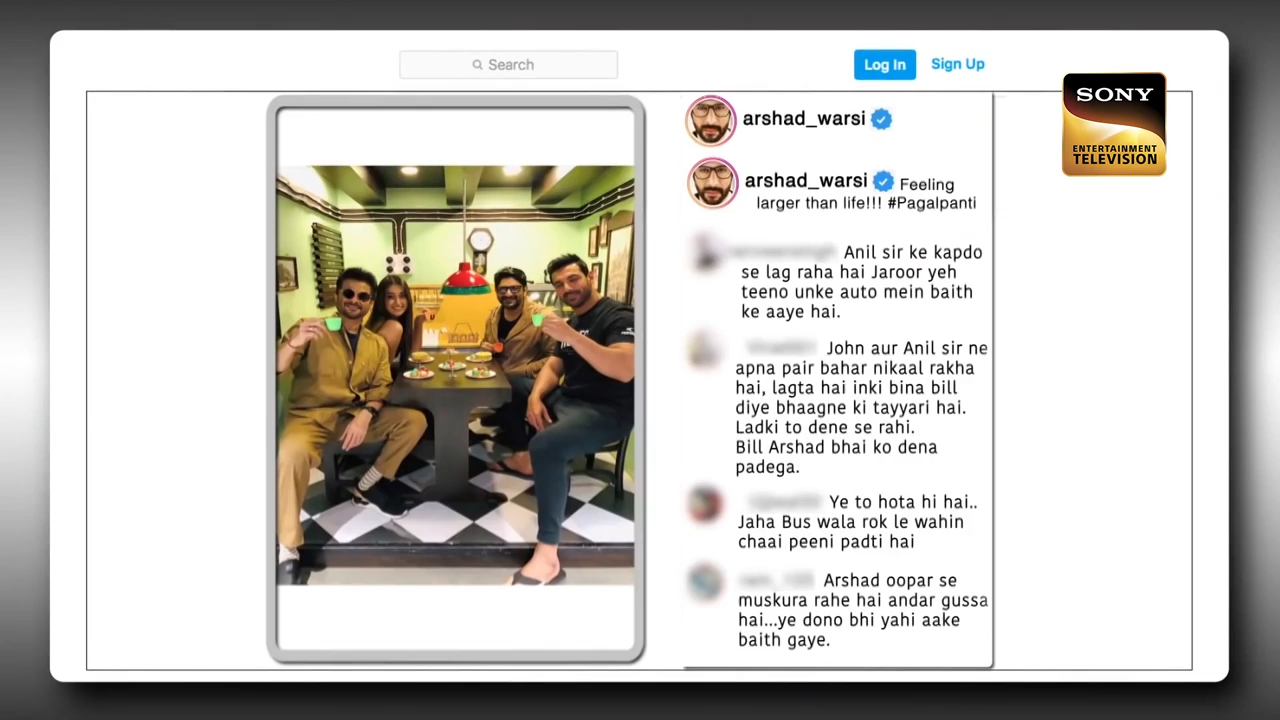 Search
Log In
Sign Up
SONY
ENTERTAINMENT
TELEVISION
arshad_warsi
arshad_warsi Feeling
larger than life!!! #Pagalpanti
Anil sir ke kapdo
se lag raha hai Jaroor yeh
teeno unke auto mein baith
ke aaye hai.
John aur Anil sir ne
apna pair bahar nikaal rakha
hai, lagta hai inki bina bill
diye bhaagne ki tayyari hai.
Ladki to dene se rahi.
Bill Arshad bhai ko dena
padega.
Ye to hota hi hai..
Jaha Bus wala rok le wahin
chaai peeni padti hai
Arshad oopar se
muskura rahe hai andar gussa
hai...ye dono bhi yahi aake
baith gaye.